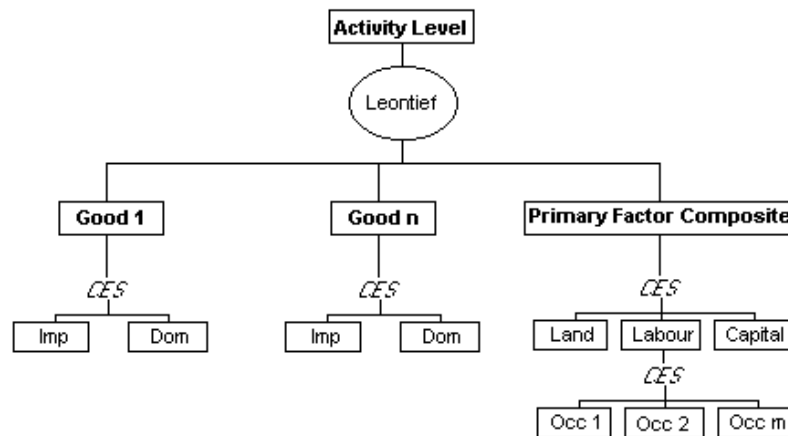 Activity Level
Leontief
Good 1
Good n
Primary Factor Composite
CES
CES
CES
Imp
Dom
Imp
Dom
Land
Labour
Capital
CES
Occ 1
Occ 2
Occ m